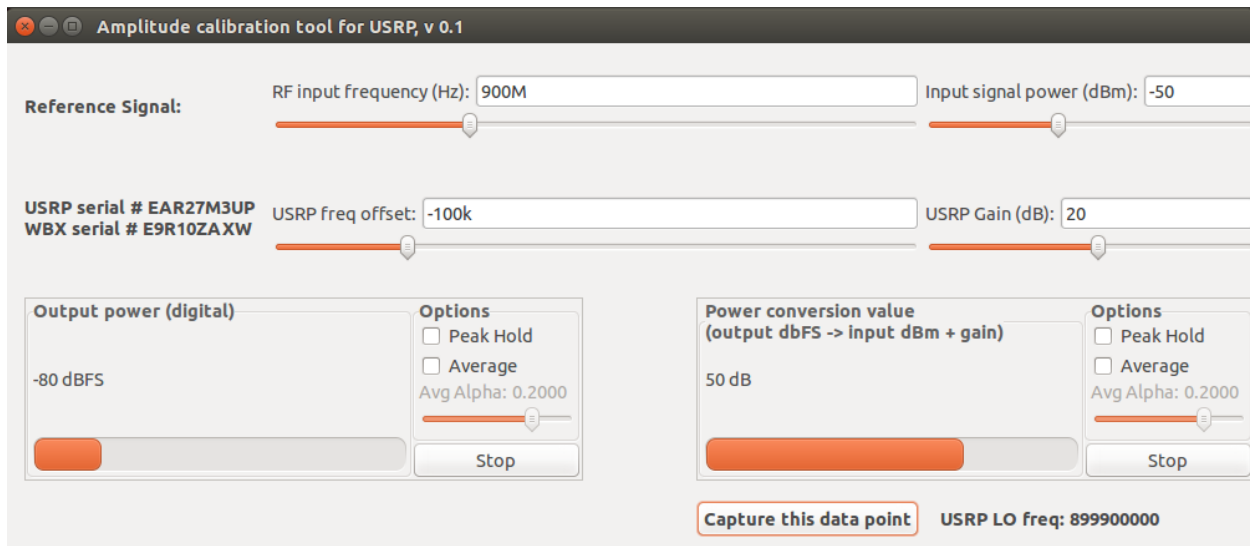 Amplitude calibration tool for USRP, v 0.1
Reference Signal:
RF input frequency (Hz): 900M
Input signal power (dBm): -50
USRP serial # EAR27M3UP
WBX serial # E9R10ZAXW
USRP freq offset: -100k
USRP Gain (dB): 20
Output power (digital)
-80 dBFS
Options
Peak Hold
Average
Avg Alpha: 0.2000
Stop
Power conversion value
(output dbFS -> input dBm + gain)
50 dB
Options
Peak Hold
Average
Avg Alpha: 0.2000
Stop
Capture this data point
USRP LO freq: 899900000